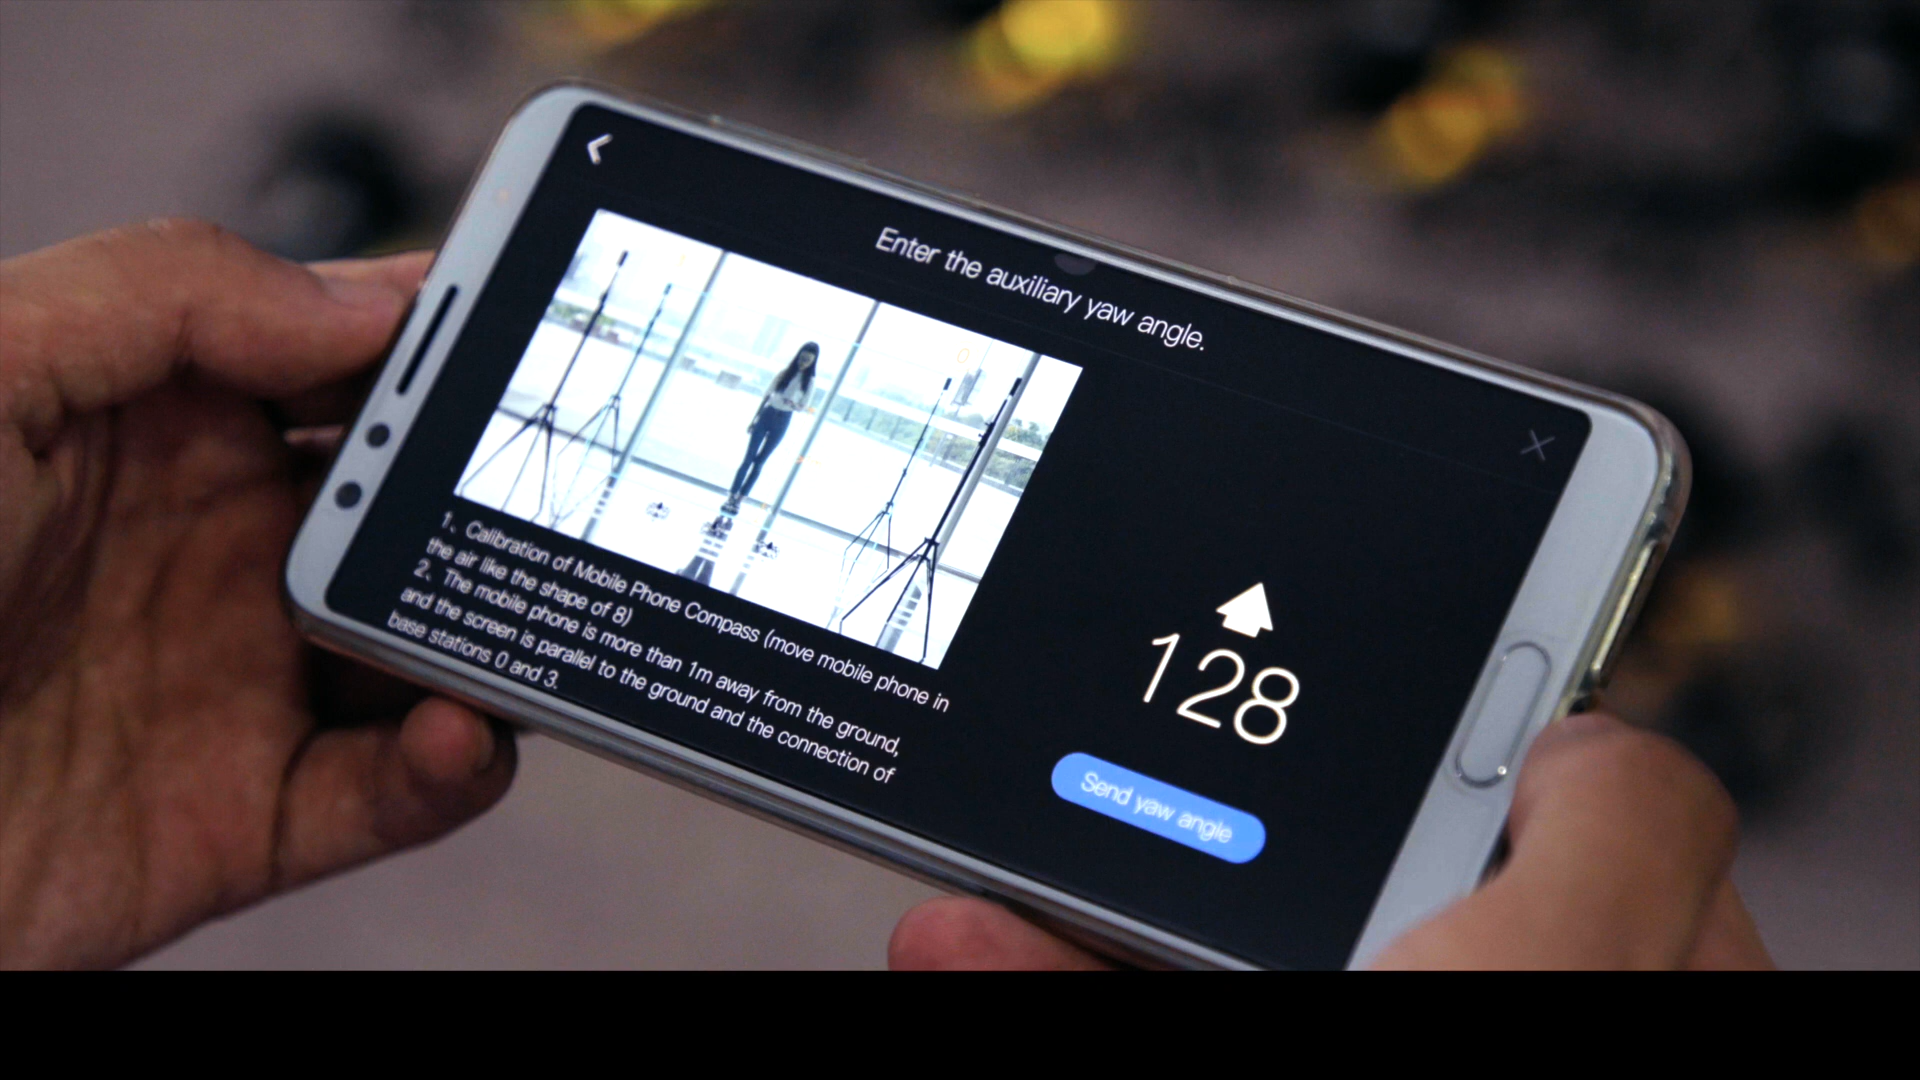 Enter the auxiliary yaw angle.
1、Calibration of Mobile Phone Compass (move mobile phone in
the air like the shape of 8)
2、The mobile phone is more than 1m away from the ground,
and the screen is parallel to the ground and the connection of
base stations 0 and 3.
128
Send yaw angle